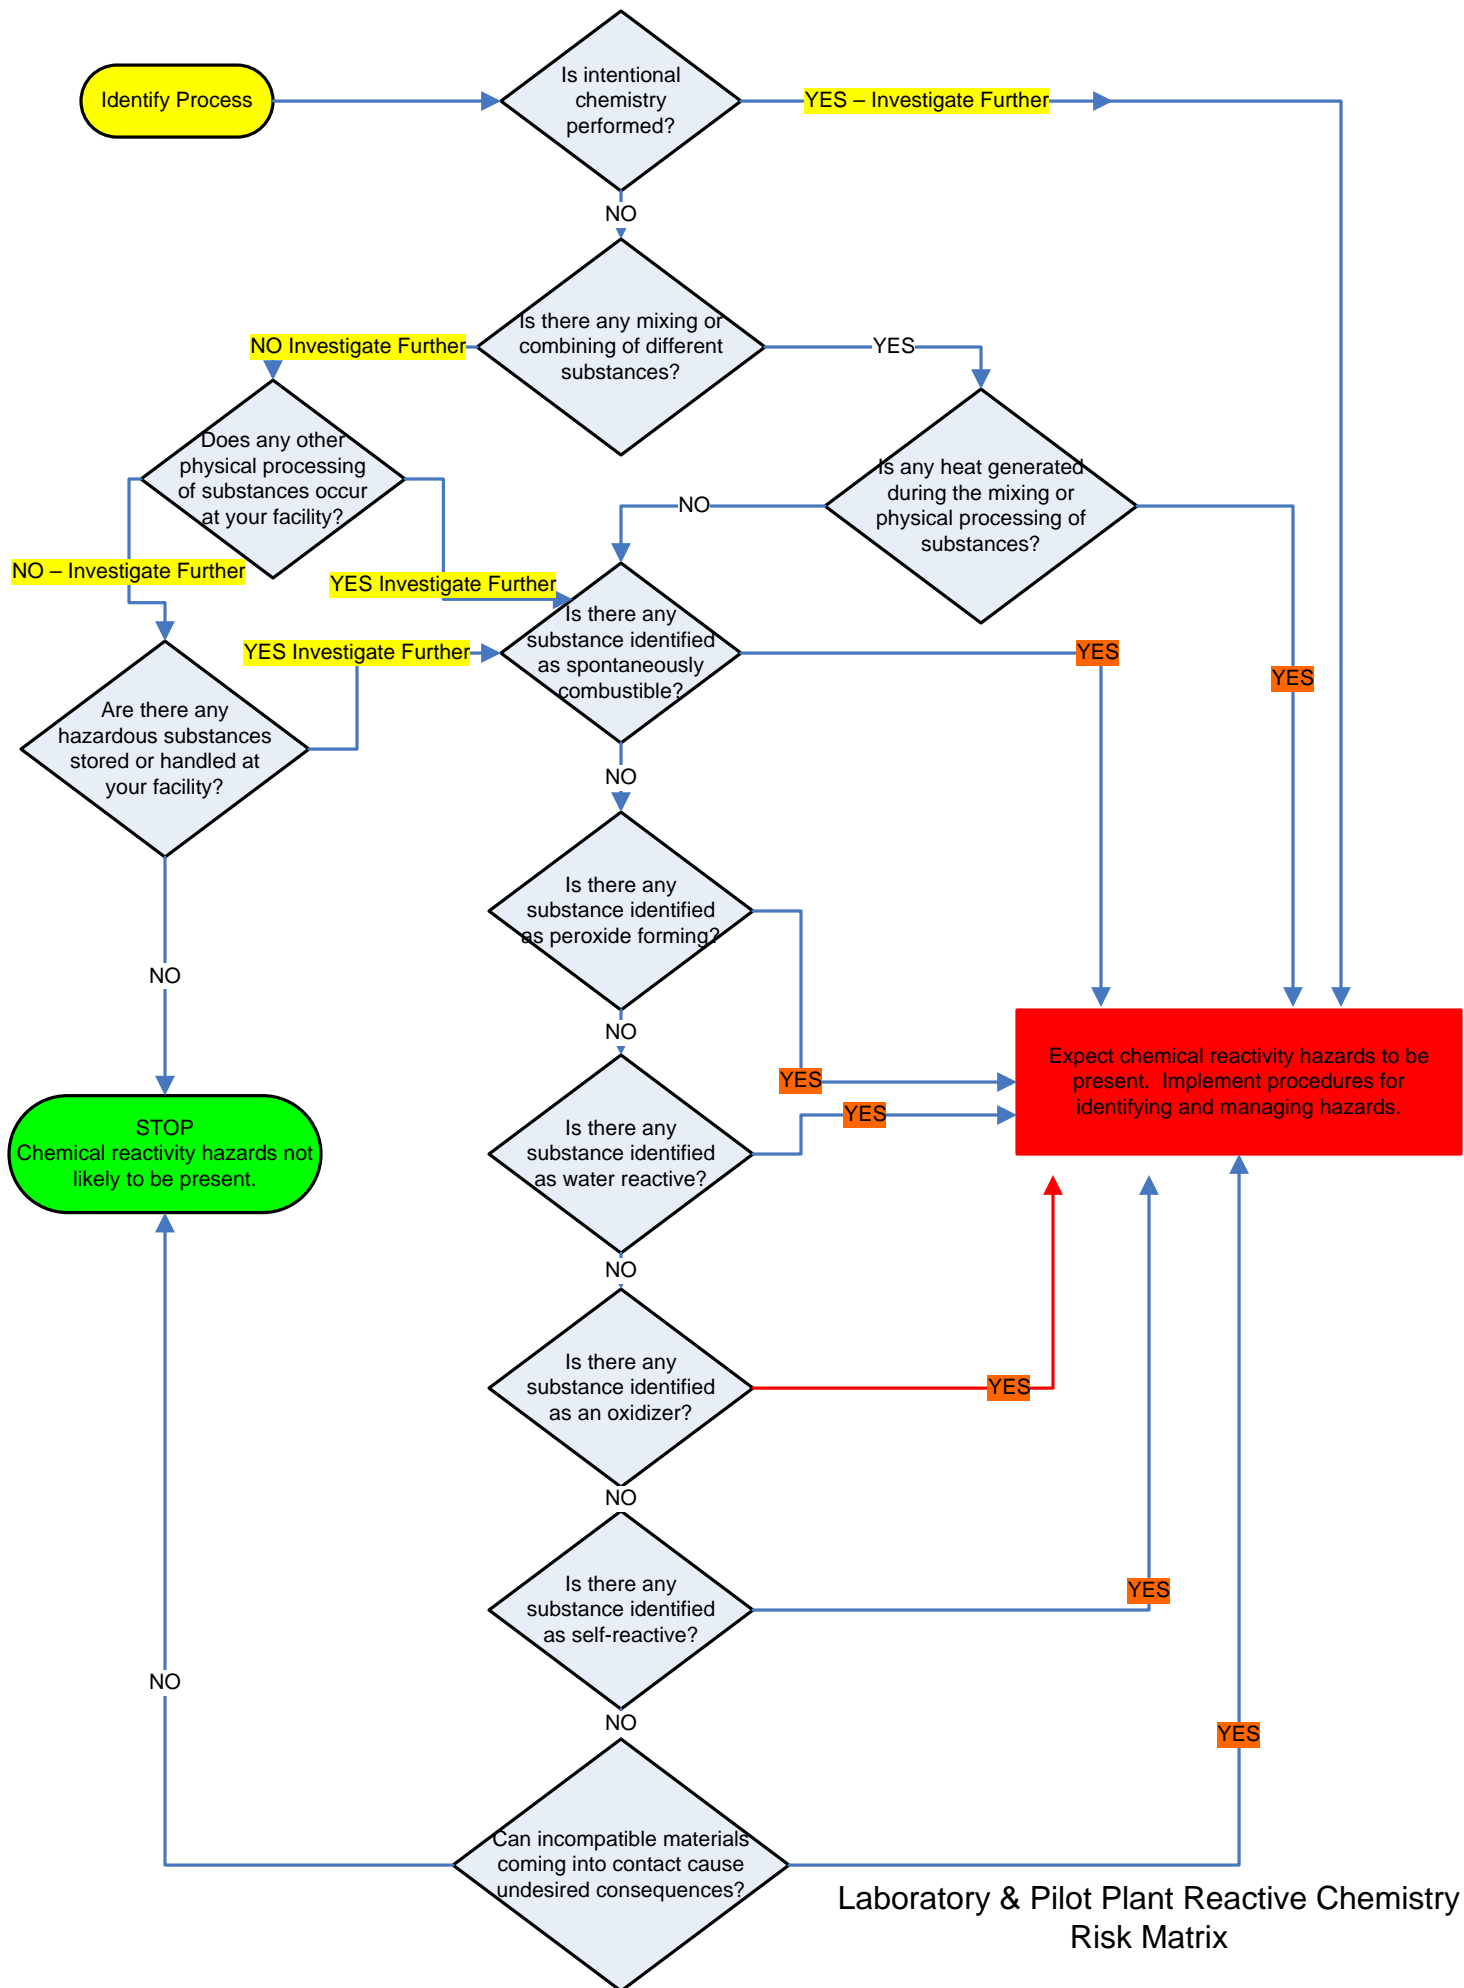 Identify Process
Is intentional
chemistry
performed?
YES – Investigate Further
NO
Is there any mixing or
combining of different
substances?
NO Investigate Further
YES
Does any other
physical processing
of substances occur
at your facility?
Is any heat generated
during the mixing or
physical processing of
substances?
NO
NO – Investigate Further
YES Investigate Further
Is there any
substance identified
as spontaneously
combustible?
YES Investigate Further
YES
YES
Are there any
hazardous substances
stored or handled at
your facility?
NO
Is there any
substance identified
as peroxide forming?
NO
NO
YES
Expect chemical reactivity hazards to be
present.  Implement procedures for
identifying and managing hazards.
STOP
Chemical reactivity hazards not
likely to be present.
Is there any
substance identified
as water reactive?
YES
NO
Is there any
substance identified
as an oxidizer?
YES
NO
Is there any
substance identified
as self-reactive?
YES
NO
NO
YES
Can incompatible materials
coming into contact cause
undesired consequences?
Laboratory & Pilot Plant Reactive Chemistry
Risk Matrix